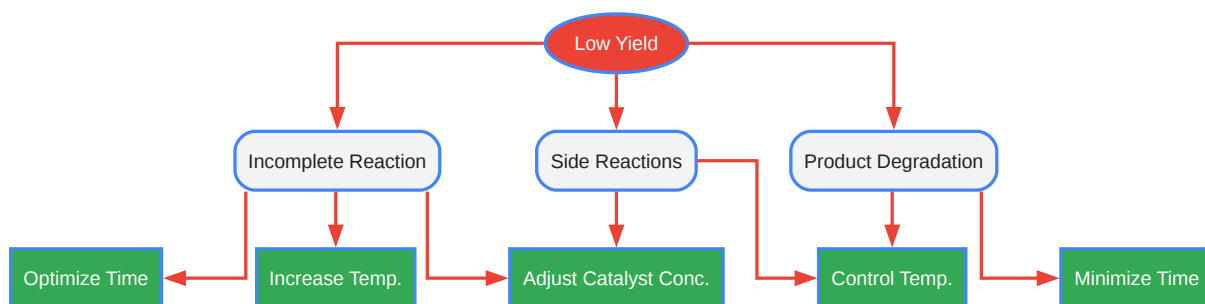 Low Yield
Incomplete Reaction
Side Reactions
Product Degradation
Optimize Time
Increase Temp.
Adjust Catalyst Conc.
Control Temp.
Minimize Time